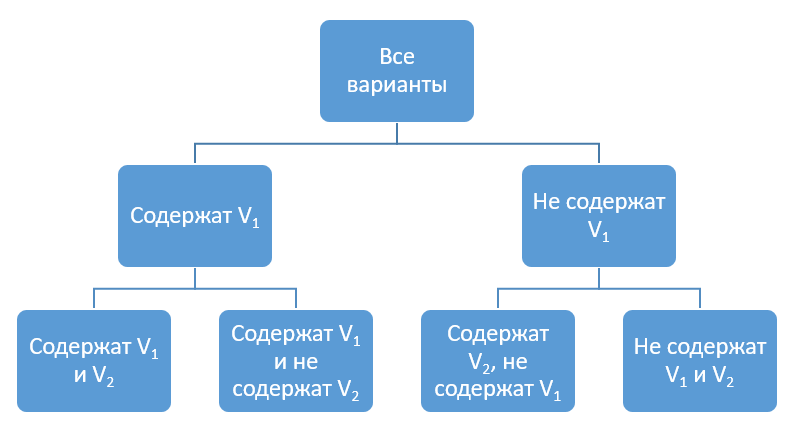 Все
варианты
Содержат V₁
Не содержат
V₁
Содержат V₁
и V₂
Содержат V₁
и не
содержат V₂
Содержат
V₂, не
содержат V₁
Не содержат
V₁ и V₂